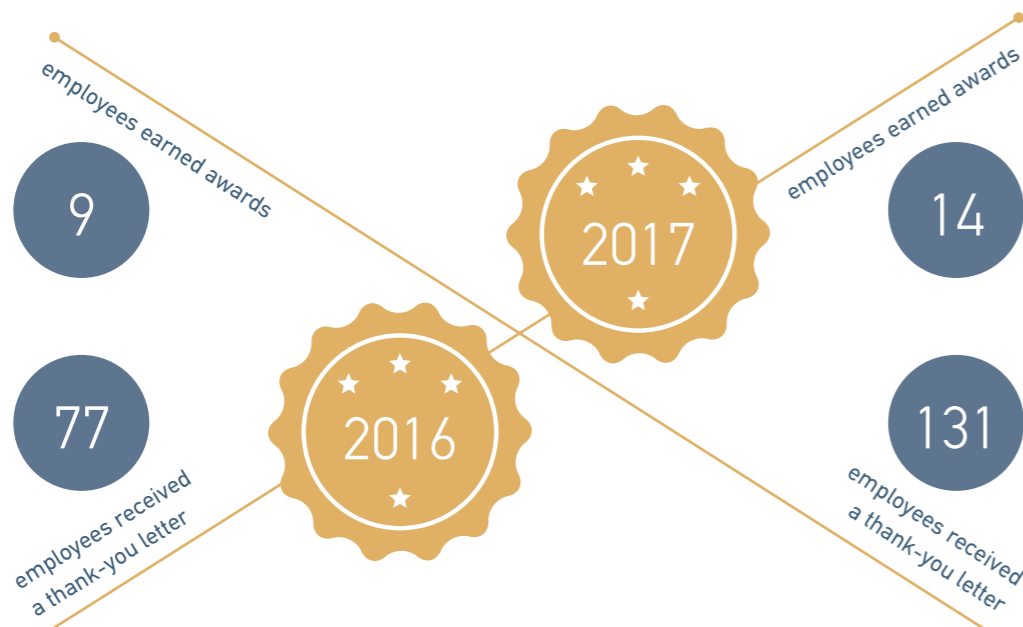 employees earned awards
9
77
employees received
a thank-you letter
2016
2017
employees earned awards
14
131
employees received
a thank-you letter